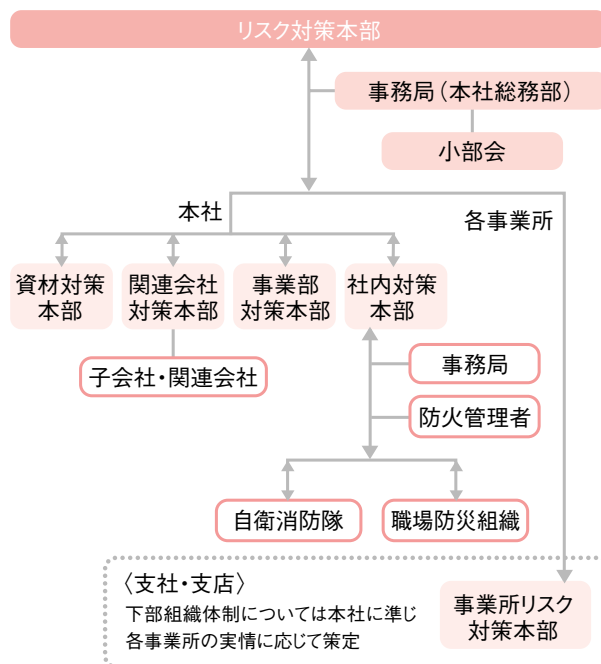 リスク対策本部
事務局（本社総務部）
小部会
本社
各事業所
資材対策
本部
関連会社
対策本部
事業部
対策本部
社内対策
本部
子会社・関連会社
事務局
防火管理者
自衛消防隊
職場防災組織
〈支社・支店〉
下部組織体制については本社に準じ
各事業所の実情に応じて策定
事業所リスク
対策本部